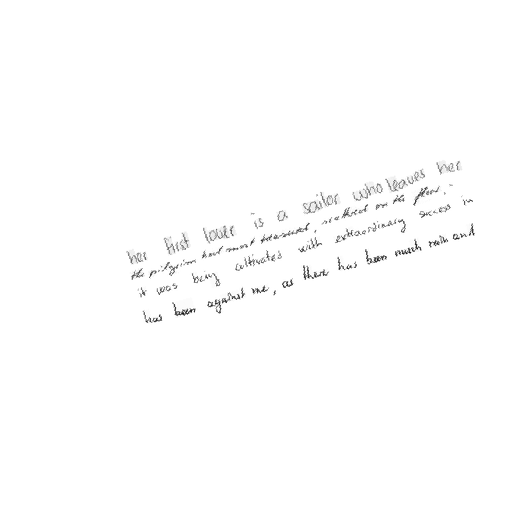 her first lover is a sailor who leaves her
the pilgrim had most treasured, scattered on the floor. "
it was being cultivated with extraordinary success in
has been against me, as there has been much rain and